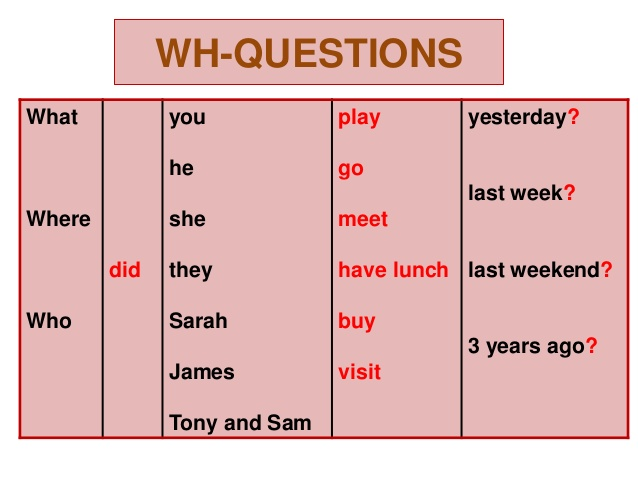 WH-QUESTIONS
What
Where
Who
did
you
he
she
they
Sarah
James
Tony and Sam
play
go
meet
have lunch
buy
visit
yesterday?
last week?
last weekend?
3 years ago?